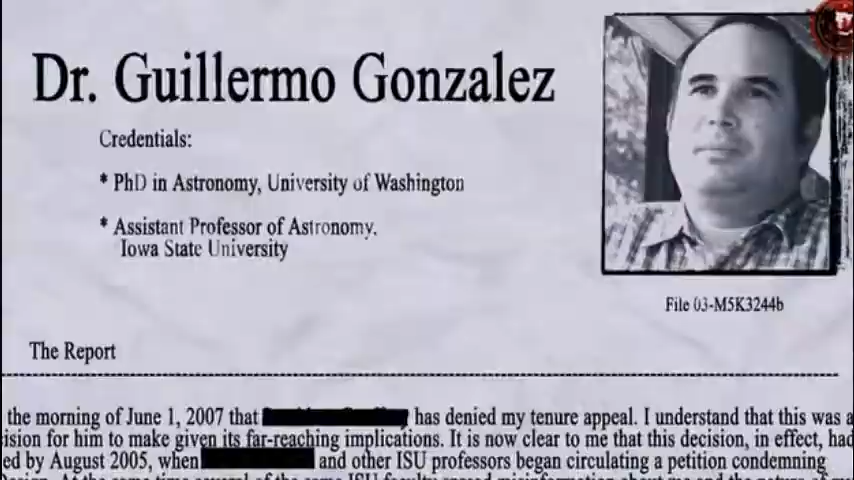 Dr. Guillermo Gonzalez
Credentials:
* PhD in Astronomy, University of Washington
* Assistant Professor of Astronomy,
Iowa State University
File 03-M5K3244b
The Report
the morning of June 1, 2007 that has denied my tenure appeal. I understand that this was a
ision for him to make given its far-reaching implications. It is now clear to me that this decision, in effect, had
ed by August 2005, when and other ISU professors began circulating a petition condemning